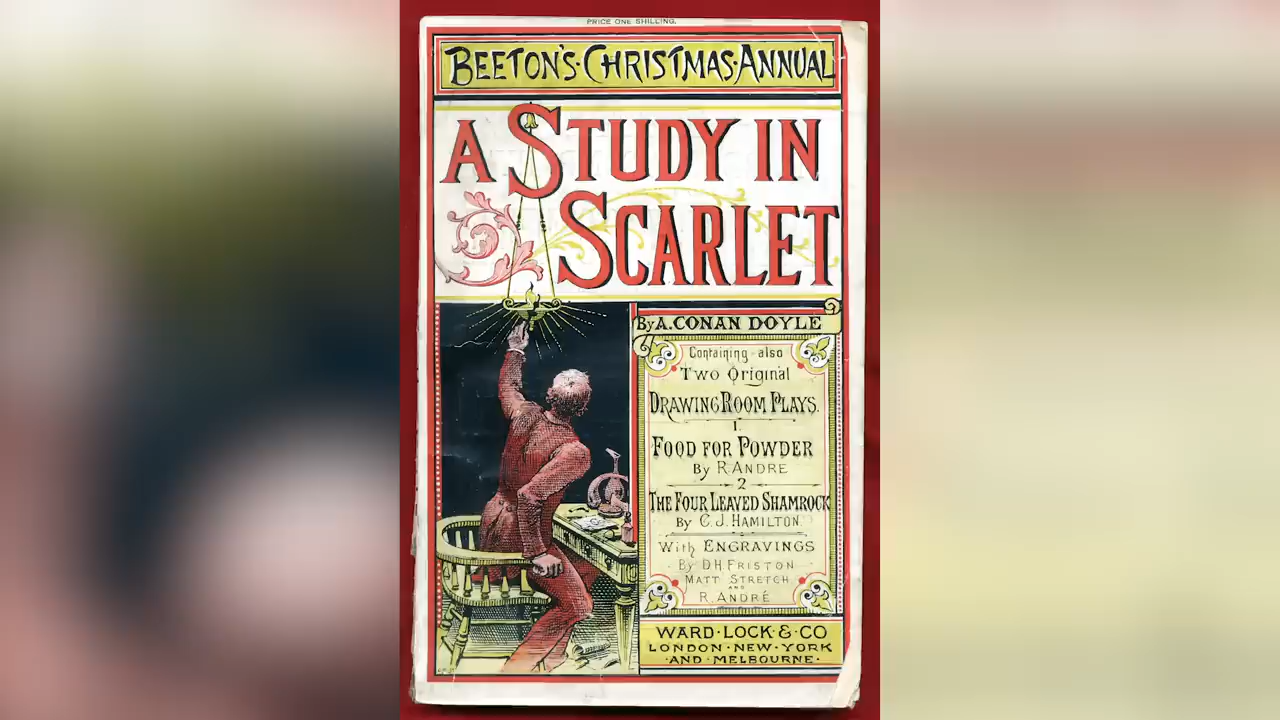 PRICE ONE SHILLING.
BEETON'S·CHRISTMAS·ANNUAL
A STUDY IN
SCARLET
By A. CONAN DOYLE
Containing also
Two Original
DRAWING ROOM PLAYS.
1.
FOOD FOR POWDER
By R. ANDRE
2
THE FOUR LEAVED SHAMROCK
By C. J. HAMILTON.
With ENGRAVINGS
By D.H. FRISTON
MATT STRETCH
AND
R. ANDRÉ
WARD·LOCK·&·CO
LONDON·NEW·YORK
·AND·MELBOURNE·